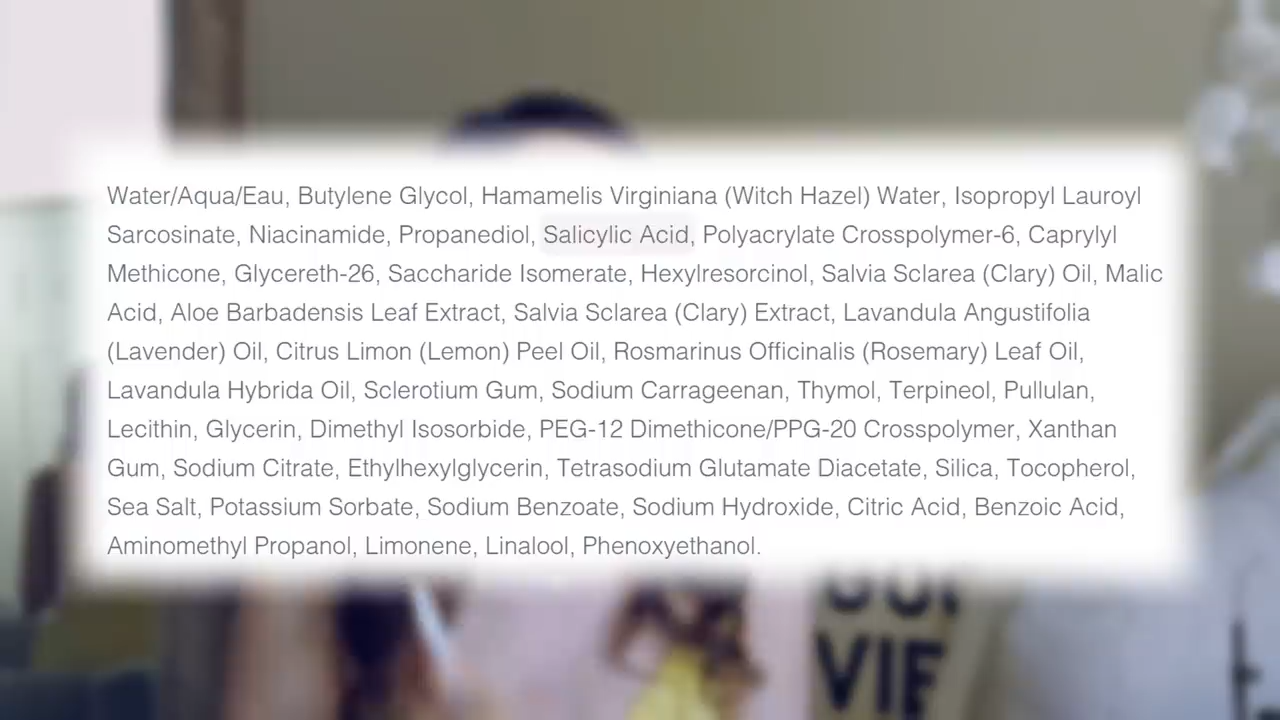 Water/Aqua/Eau, Butylene Glycol, Hamamelis Virginiana (Witch Hazel) Water, Isopropyl Lauroyl
Sarcosinate, Niacinamide, Propanediol, Salicylic Acid, Polyacrylate Crosspolymer-6, Caprylyl
Methicone, Glycereth-26, Saccharide Isomerate, Hexylresorcinol, Salvia Sclarea (Clary) Oil, Malic
Acid, Aloe Barbadensis Leaf Extract, Salvia Sclarea (Clary) Extract, Lavandula Angustifolia
(Lavender) Oil, Citrus Limon (Lemon) Peel Oil, Rosmarinus Officinalis (Rosemary) Leaf Oil,
Lavandula Hybrida Oil, Sclerotium Gum, Sodium Carrageenan, Thymol, Terpineol, Pullulan,
Lecithin, Glycerin, Dimethyl Isosorbide, PEG-12 Dimethicone/PPG-20 Crosspolymer, Xanthan
Gum, Sodium Citrate, Ethylhexylglycerin, Tetrasodium Glutamate Diacetate, Silica, Tocopherol,
Sea Salt, Potassium Sorbate, Sodium Benzoate, Sodium Hydroxide, Citric Acid, Benzoic Acid,
Aminomethyl Propanol, Limonene, Linalool, Phenoxyethanol.